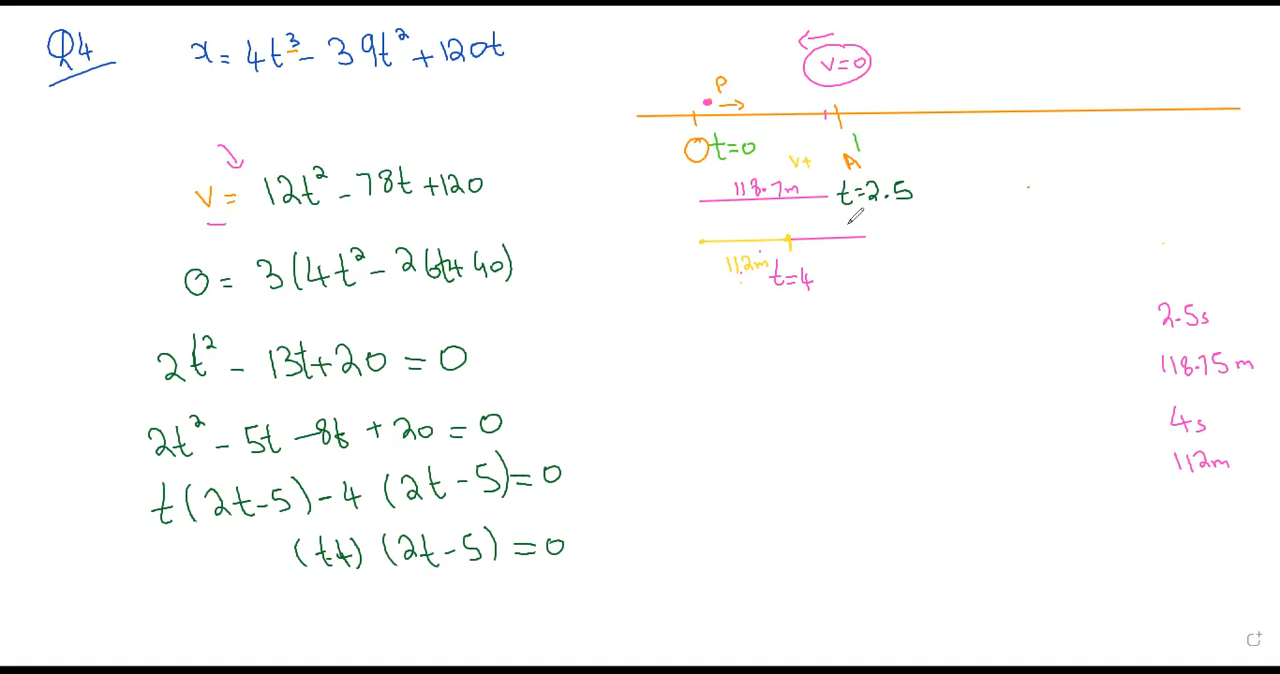 Q4
x = 4t³ - 39t² + 120t
v = 12t² - 78t + 120
0 = 3(4t² - 26t + 40)
2t² - 13t + 20 = 0
2t² - 5t - 8t + 20 = 0
t(2t - 5) - 4(2t - 5) = 0
(t-4)(2t - 5) = 0
v=0
P
O t=0
v+
A
118.7m
t=2.5
112m
t=4
2.5s
118.75m
4s
112m